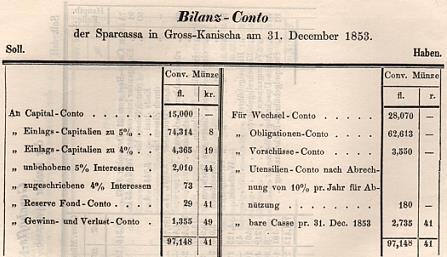 Bilanz-Conto
der Sparcassa in Gross-Kanischa am 31. December 1853.
Soll. Haben.
Conv. Münze
fl. kr.
An Capital-Conto . . . . . . 15,000 —
„ Einlags-Capitalien zu 5% . . 74,314 8
„ Einlags-Capitalien zu 4% . . 4,365 19
„ unbehobene 5% Interessen . 2,010 44
„ zugeschriebene 4% Interessen 73 —
„ Reserve Fond-Conto . . . . 29 41
„ Gewinn- und Verlust-Conto . 1,355 49
97,148 41
Conv. Münze
fl. r.
Für Wechsel-Conto . . . . . . 28,070 —
„ Obligationen-Conto . . . . . 62,613 —
„ Vorschüsse-Conto . . . . . 3,550 —
„ Utensilien-Conto nach Abrech-
nung von 10% pr. Jahr für Ab-
nützung . . . . . . . . 180 —
„ bare Casse pr. 31. Dec. 1853 2,735 41
97,148 41